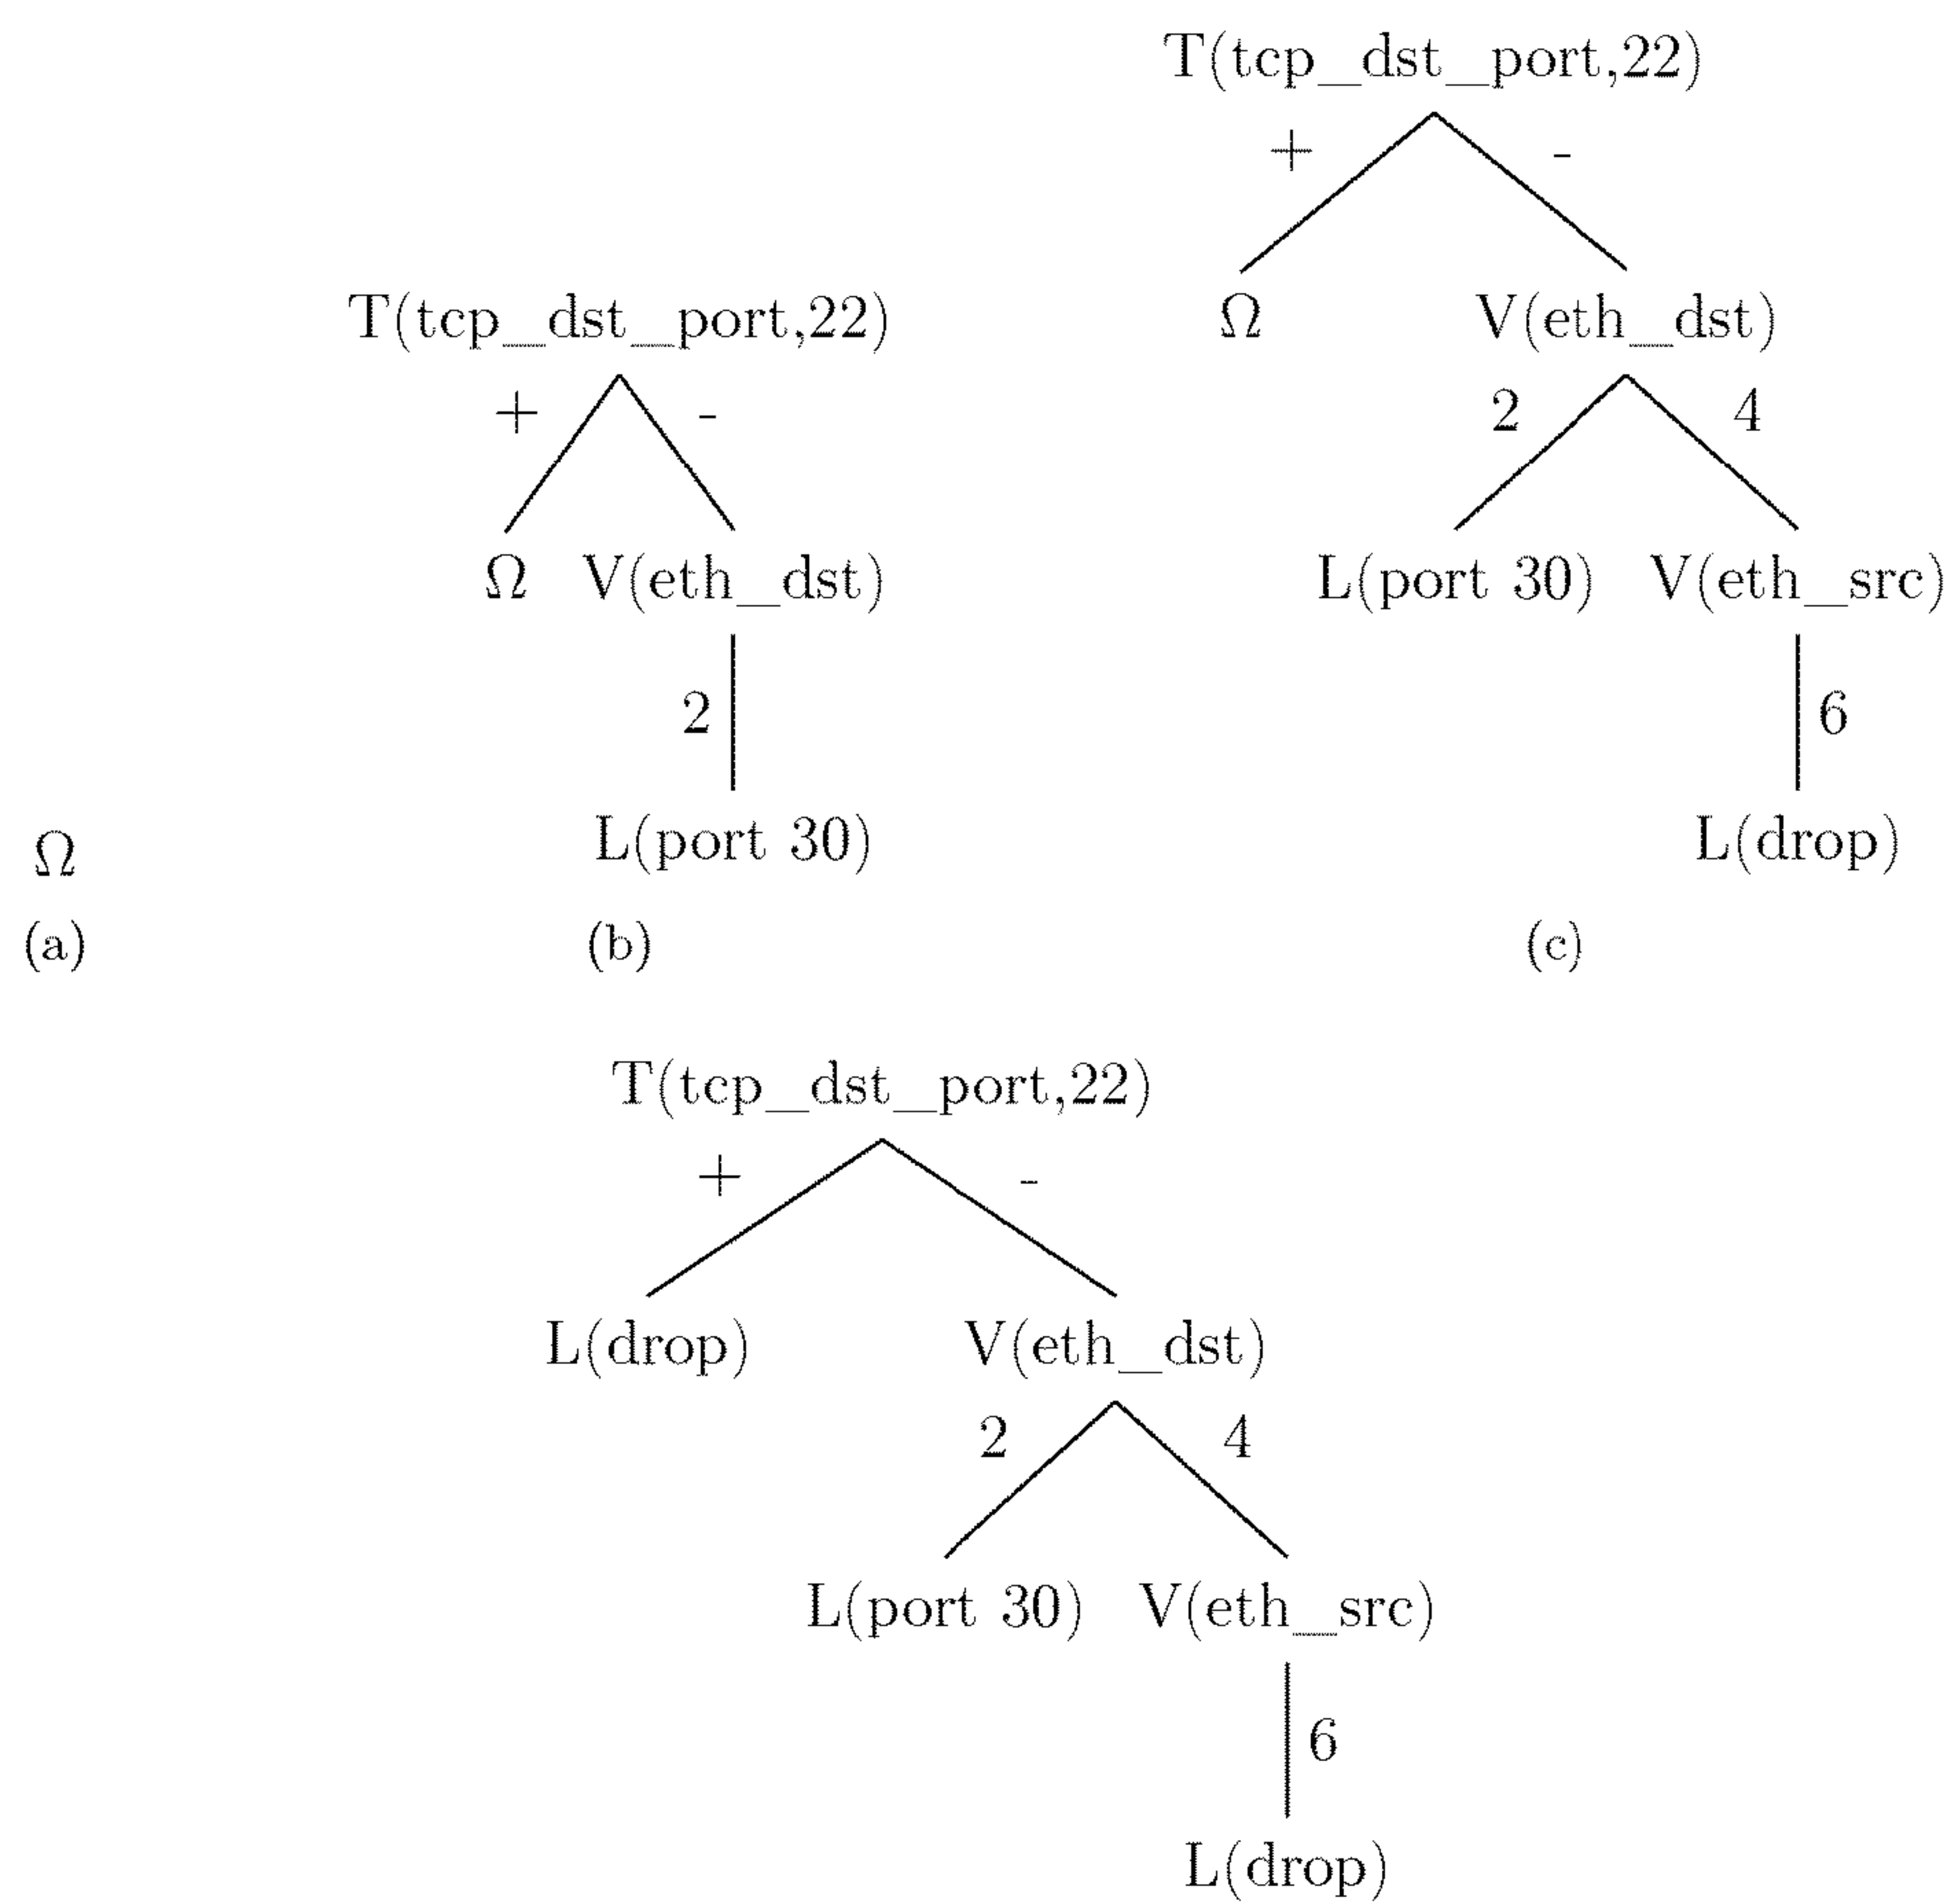 T(tcp_dst_port,22)
+ -
Ω V(eth_dst)
2 4
L(port 30) V(eth_src)
6
L(drop)
T(tcp_dst_port,22)
+ -
Ω V(eth_dst)
2
L(port 30)
Ω
(a) (b) (c)
T(tcp_dst_port,22)
+ -
L(drop) V(eth_dst)
2 4
L(port 30) V(eth_src)
6
L(drop)